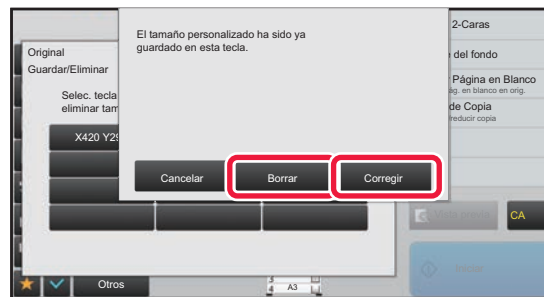 El tamaño personalizado ha sido ya
guardado en esta tecla.
Original
Guardar/Eliminar
Selec. tecla
eliminar tam
X420 Y29
Cancelar
Borrar
Corregir
Otros
A3
2-Caras
del fondo
Página en Blanco
ág. en blanco en orig.
de Copia
/reducir copia
CA
Iniciar